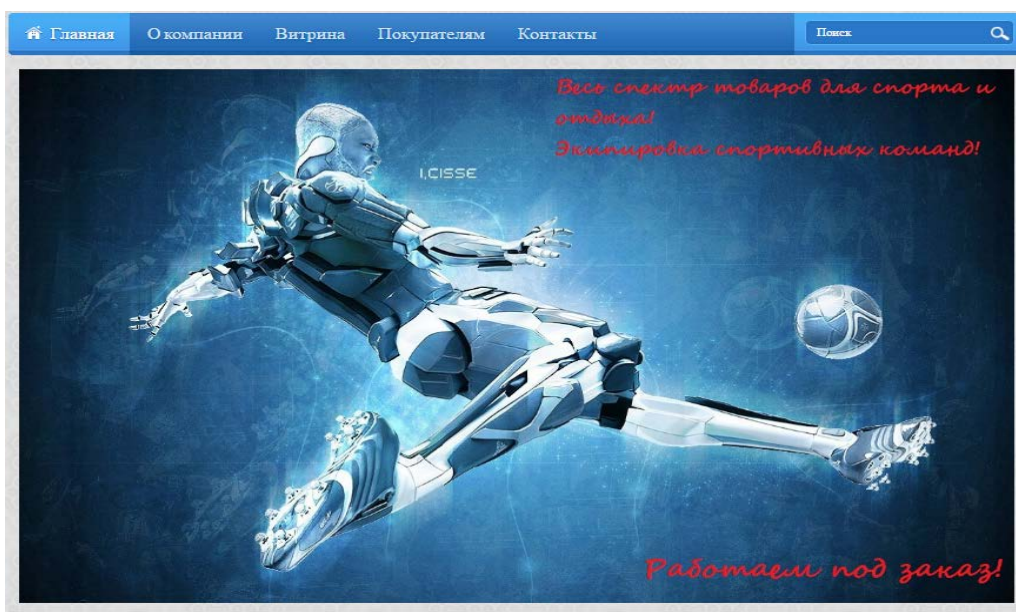 Главная О компании Витрина Покупателям Контакты Поиск
Весь спектр товаров для спорта и
отдыха!
Экипировка спортивных команд!
I,CISSE
Работаем под заказ!